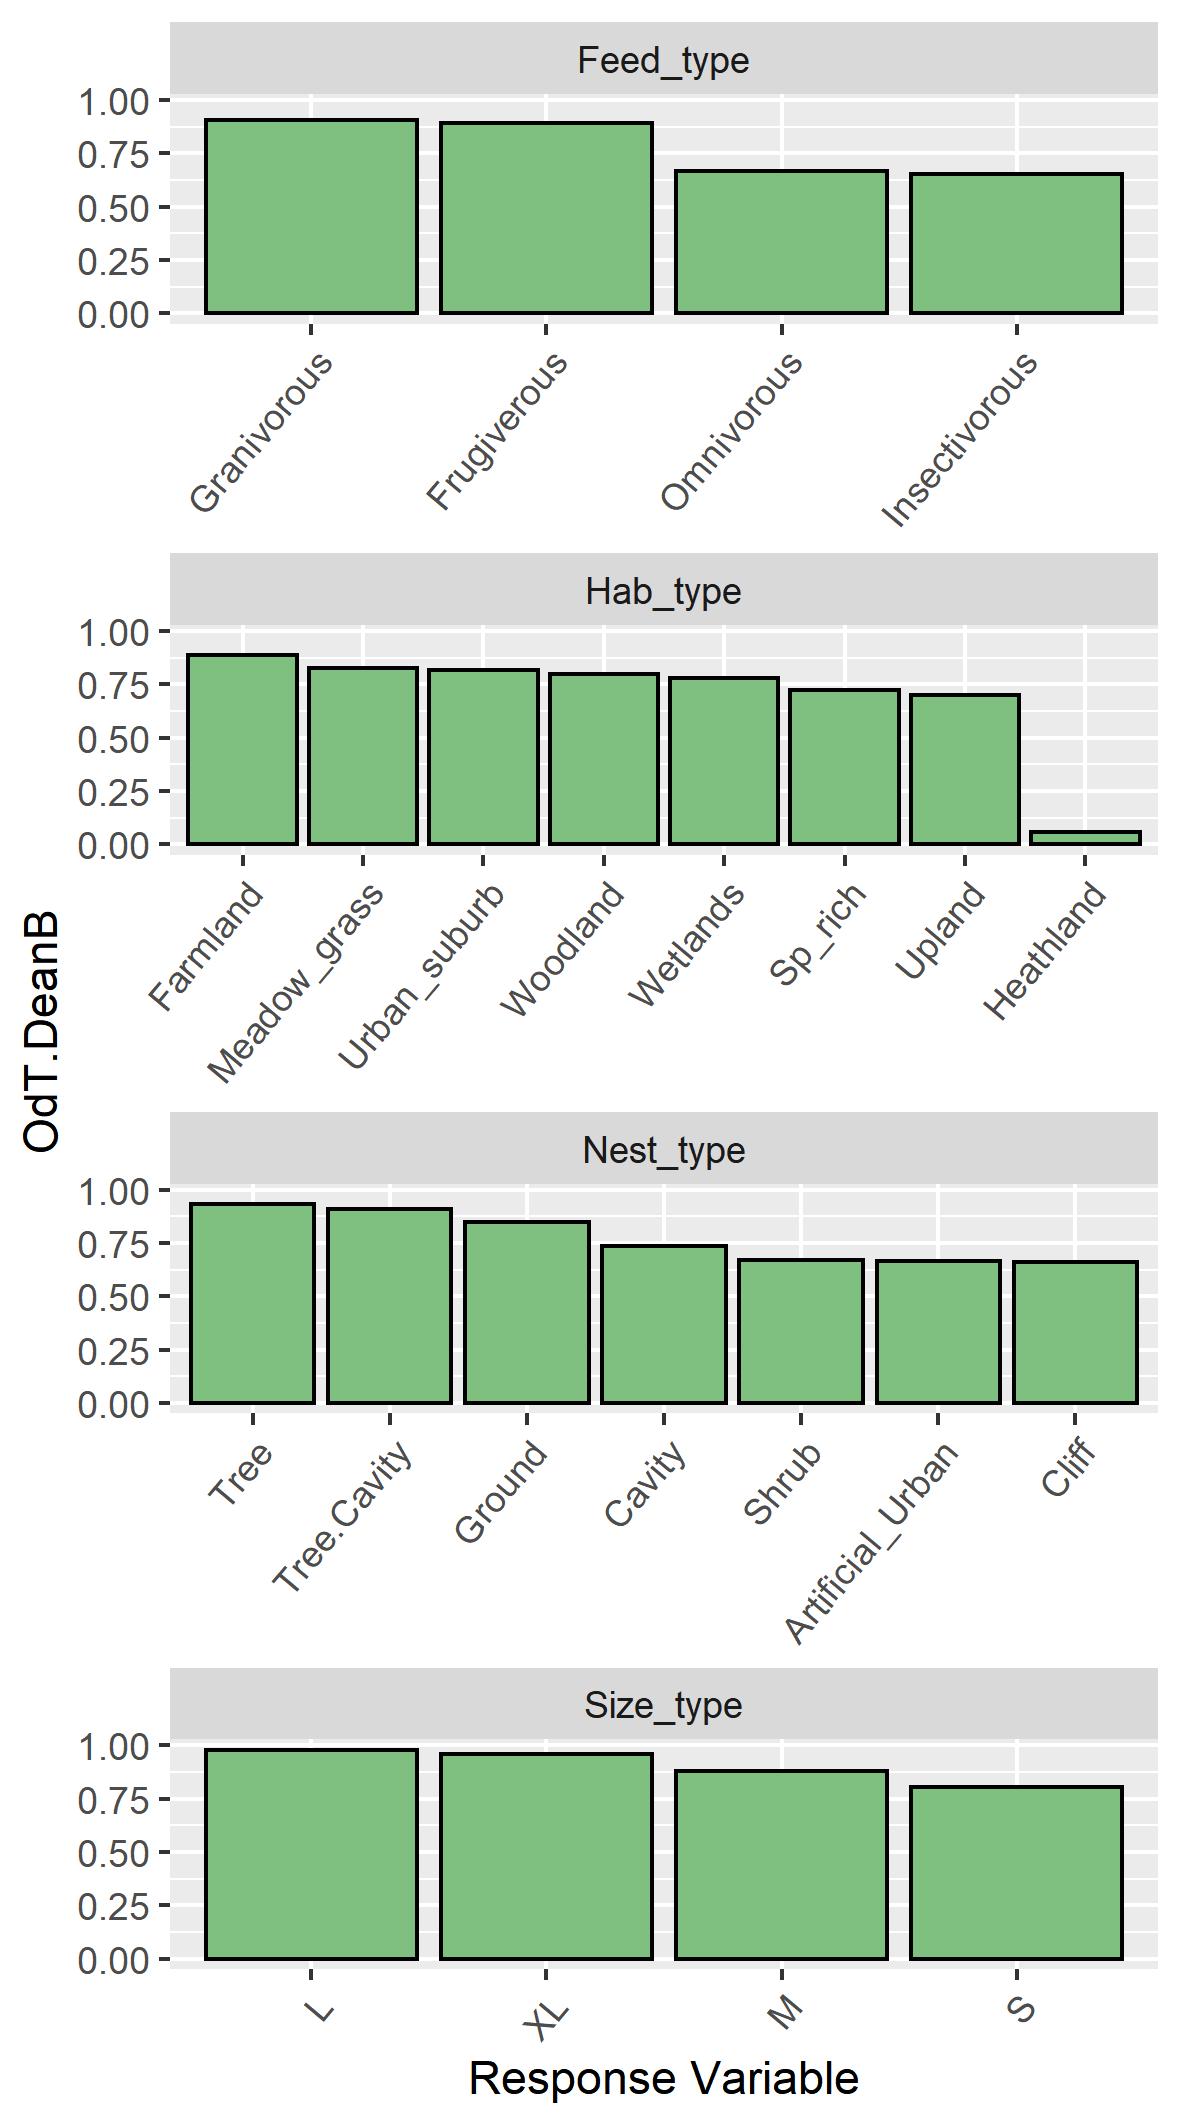 Feed_type
1.00
0.75
0.50
0.25
0.00
Granivorous
Frugiverous
Omnivorous
Insectivorous
Hab_type
1.00
0.75
0.50
0.25
0.00
Farmland
Meadow_grass
Urban_suburb
Woodland
Wetlands
Sp_rich
Upland
Heathland
OdT.DeanB
Nest_type
1.00
0.75
0.50
0.25
0.00
Tree
Tree.Cavity
Ground
Cavity
Shrub
Artificial_Urban
Cliff
Size_type
1.00
0.75
0.50
0.25
0.00
L
XL
M
S
Response Variable